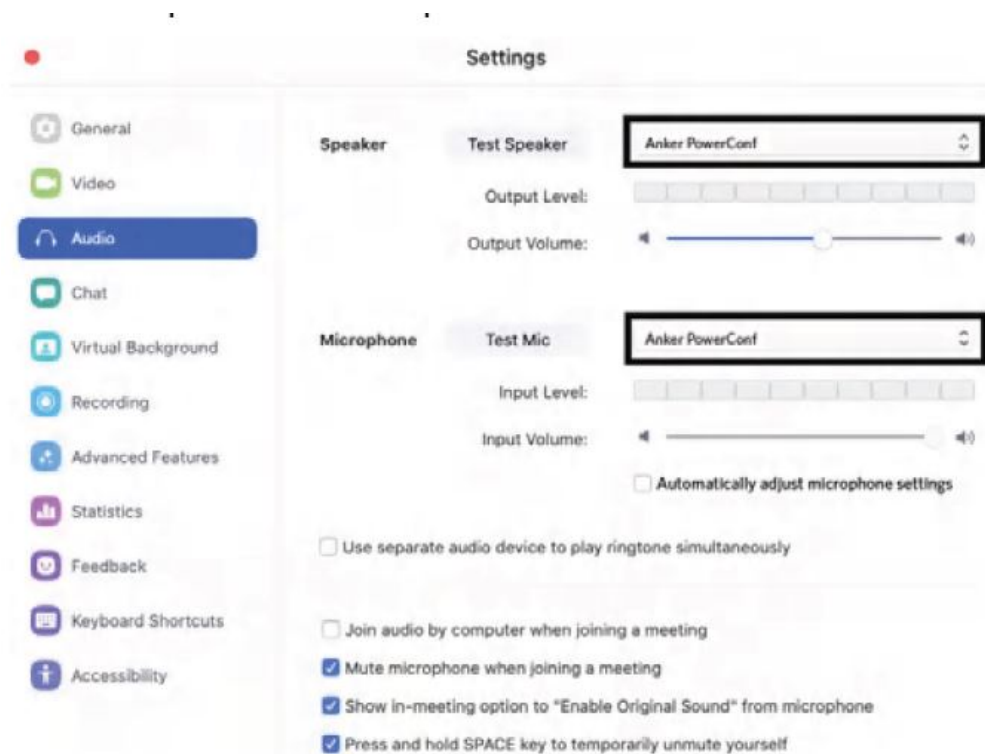 Settings
General
Video
Audio
Chat
Virtual Background
Recording
Advanced Features
Statistics
Feedback
Keyboard Shortcuts
Accessibility
Speaker Test Speaker Anker PowerConf
Output Level:
Output Volume:
Microphone Test Mic Anker PowerConf
Input Level:
Input Volume:
Automatically adjust microphone settings
Use separate audio device to play ringtone simultaneously
Join audio by computer when joining a meeting
Mute microphone when joining a meeting
Show in-meeting option to "Enable Original Sound" from microphone
Press and hold SPACE key to temporarily unmute yourself